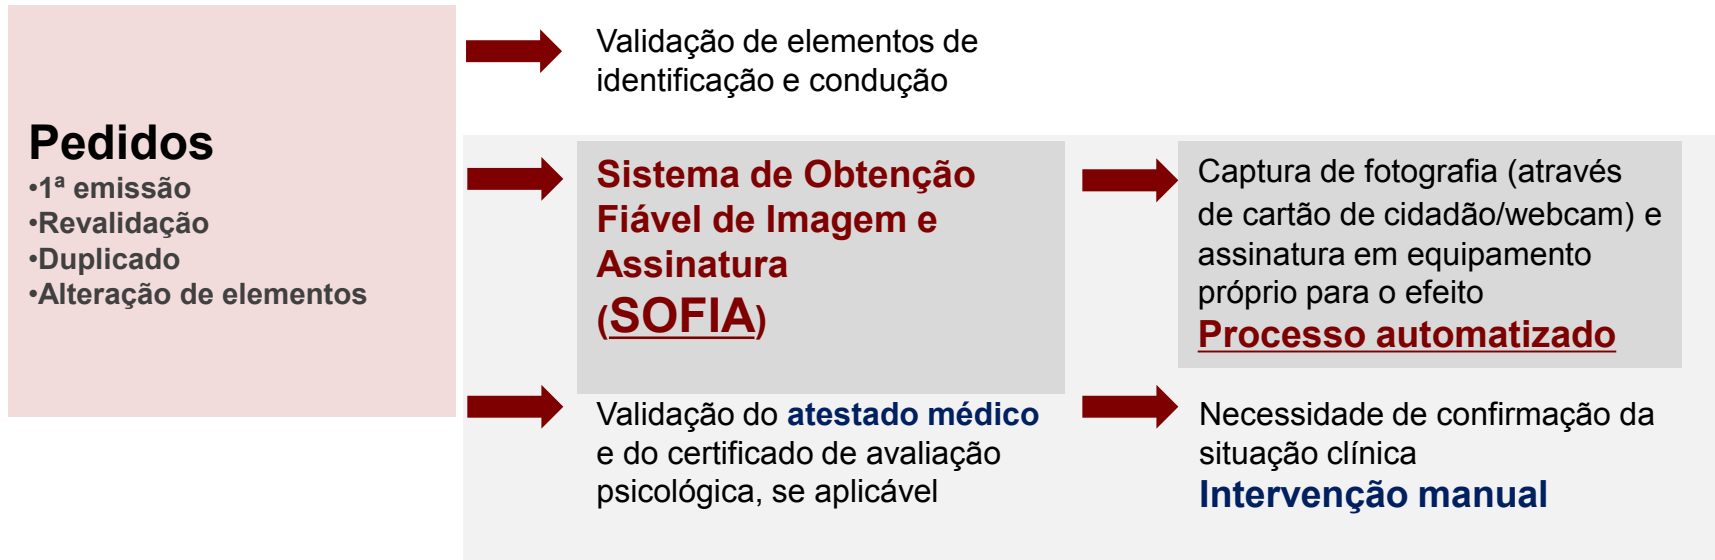 Pedidos
•1ª emissão
•Revalidação
•Duplicado
•Alteração de elementos
Validação de elementos de
identificação e condução
Sistema de Obtenção
Fiável de Imagem e
Assinatura
(SOFIA)
Captura de fotografia (através
de cartão de cidadão/webcam) e
assinatura em equipamento
próprio para o efeito
Processo automatizado
Validação do atestado médico
e do certificado de avaliação
psicológica, se aplicável
Necessidade de confirmação da
situação clínica
Intervenção manual